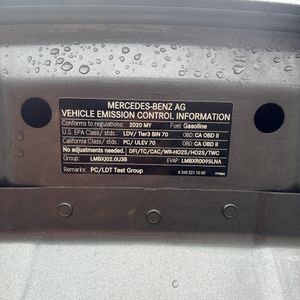 MERCEDES-BENZ AG
VEHICLE EMISSION CONTROL INFORMATION
Conforms to regulations: 2020 MY Fuel: Gasoline
U.S. EPA Class / stds. LDV/ Tier3 BIN 70 OBD: CA OBD II
California Class/ stds. PC/ ULEV 70 OBD: CA OBD II
No adjustments needed. DFI/TC/CAC/WR-HO2S/HO2S/TWC
Group: LMBXJ02.0U3B EVAP: LMBXR0095LNA
Remarks: PC/LDT Test Group